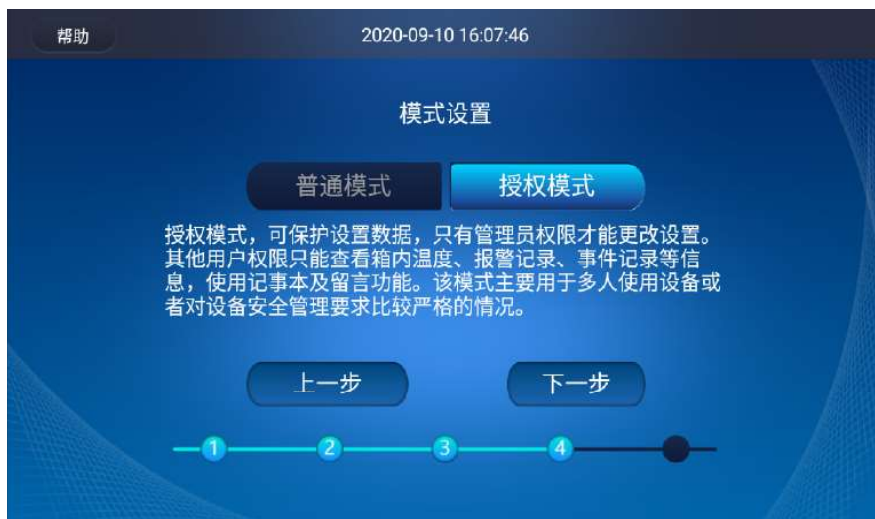 帮助
2020-09-10 16:07:46
模式设置
普通模式
授权模式
授权模式，可保护设置数据，只有管理员权限才能更改设置。
其他用户权限只能查看箱内温度、报警记录、事件记录等信
息，使用记事本及留言功能。该模式主要用于多人使用设备或
者对设备安全管理要求比较严格的情况。
上一步
下一步
1
2
3
4